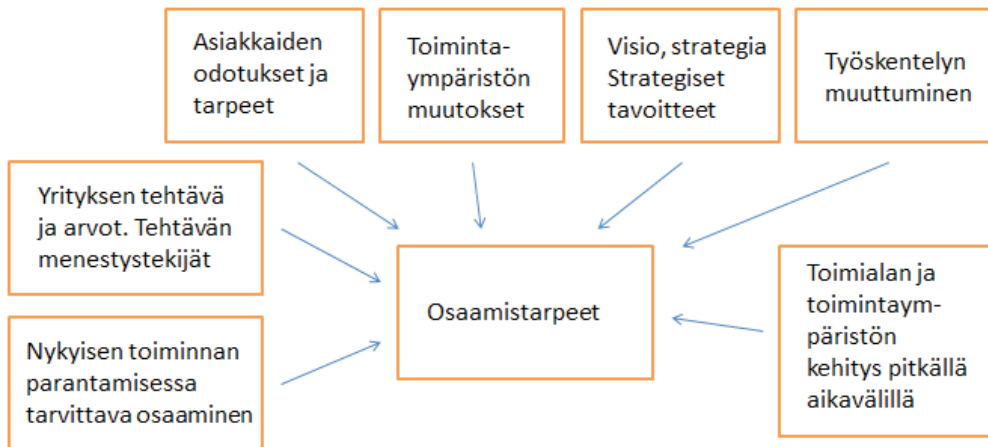 Asiakkaiden
odotukset ja
tarpeet
Toiminta-
ympäristön
muutokset
Visio, strategia
Strategiset
tavoitteet
Työskentelyn
muuttuminen
Yrityksen tehtävä
ja arvot. Tehtävän
menestystekijät
Osaamistarpeet
Toimialan ja
toimintaym-
päristön
kehitys pitkällä
aikavälillä
Nykyisen toiminnan
parantamisessa
tarvittava osaaminen